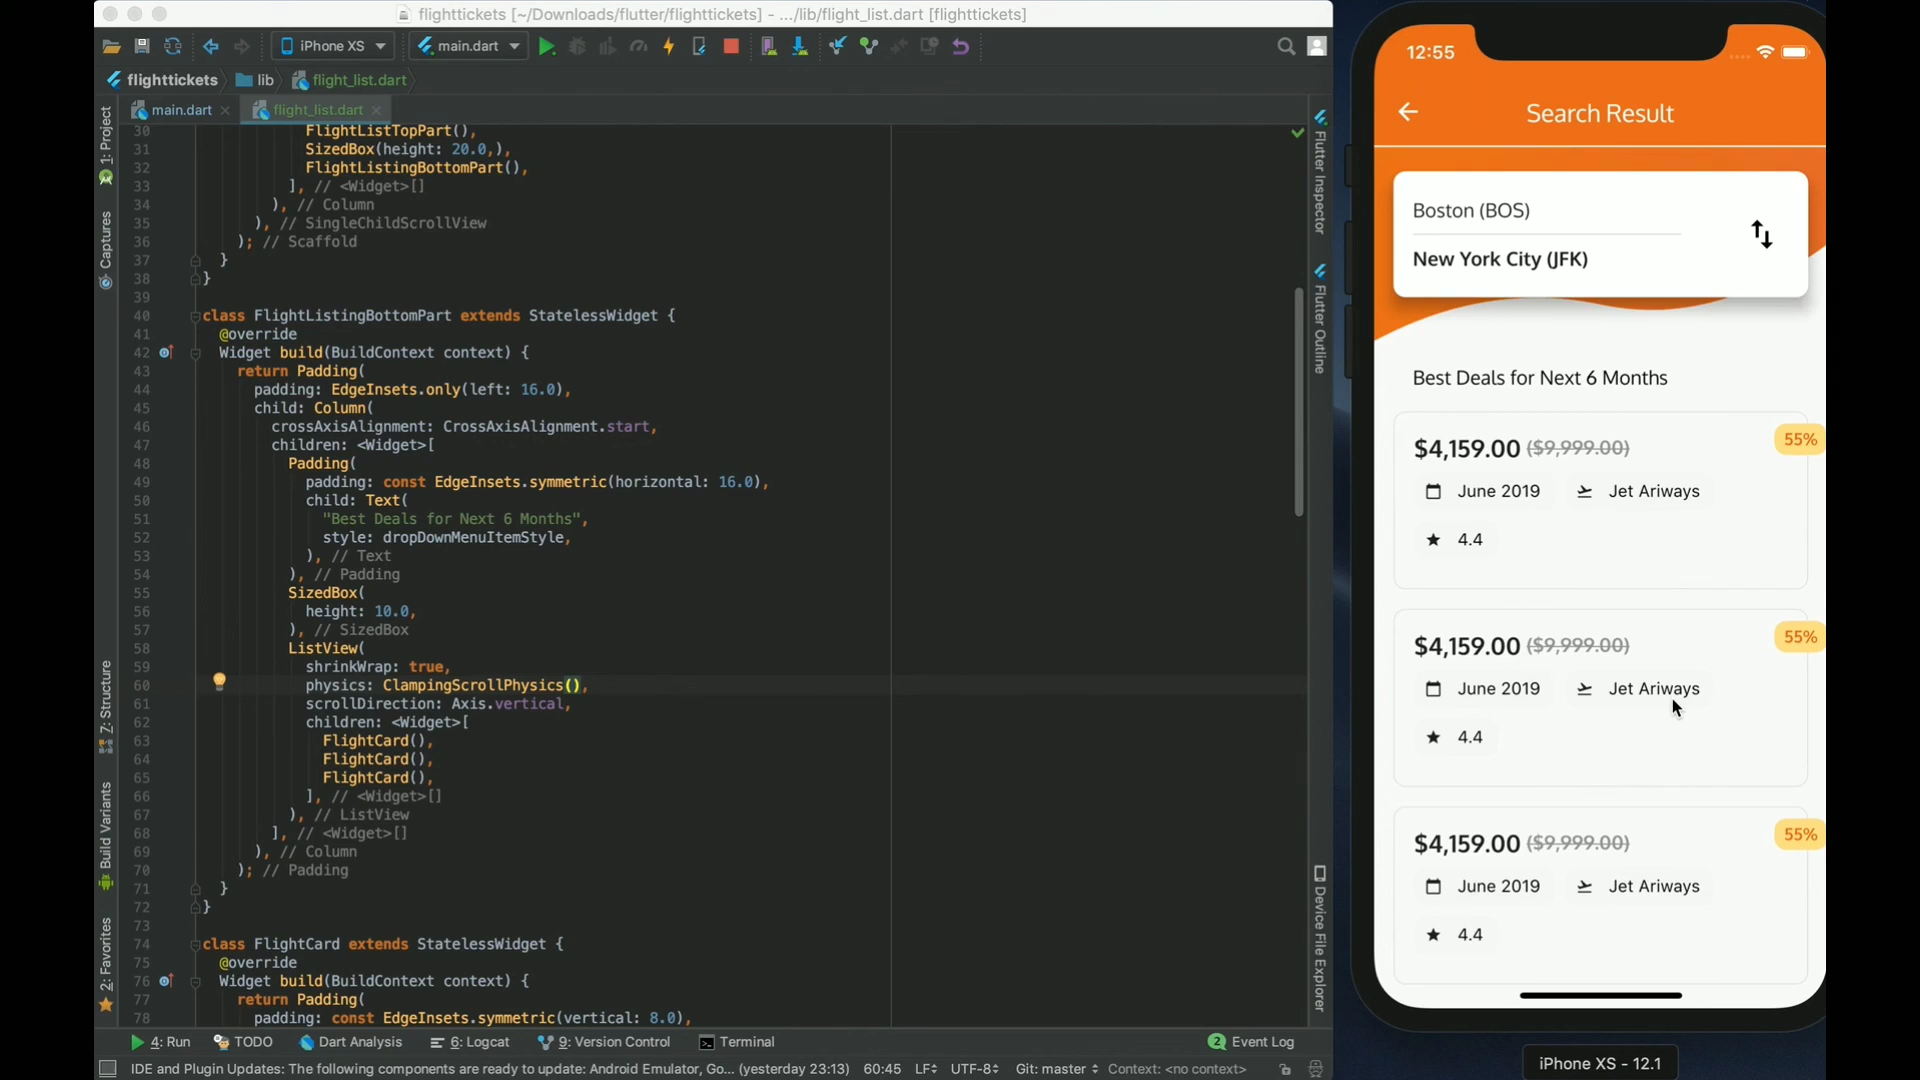 flighttickets [~/Downloads/flutter/flighttickets] - .../lib/flight_list.dart [flighttickets]
iPhone XS
main.dart
flighttickets
lib
flight_list.dart
main.dart
flight_list.dart
1: Project
Captures
7: Structure
Build Variants
2: Favorites
30 FlightListTopPart(),
31 SizedBox(height: 20.0,),
32 FlightListingBottomPart(),
33 ], // <Widget>[]
34 ), // Column
35 ), // SingleChildScrollView
36 ); // Scaffold
37 }
38 }
39
40 class FlightListingBottomPart extends StatelessWidget {
41 @override
42 Widget build(BuildContext context) {
43 return Padding(
44 padding: EdgeInsets.only(left: 16.0),
45 child: Column(
46 crossAxisAlignment: CrossAxisAlignment.start,
47 children: <Widget>[
48 Padding(
49 padding: const EdgeInsets.symmetric(horizontal: 16.0),
50 child: Text(
51 "Best Deals for Next 6 Months",
52 style: dropDownMenuItemStyle,
53 ), // Text
54 ), // Padding
55 SizedBox(
56 height: 10.0,
57 ), // SizedBox
58 ListView(
59 shrinkWrap: true,
60 physics: ClampingScrollPhysics(),
61 scrollDirection: Axis.vertical,
62 children: <Widget>[
63 FlightCard(),
64 FlightCard(),
65 FlightCard(),
66 ], // <Widget>[]
67 ), // ListView
68 ], // <Widget>[]
69 ), // Column
70 ); // Padding
71 }
72 }
73
74 class FlightCard extends StatelessWidget {
75 @override
76 Widget build(BuildContext context) {
77 return Padding(
78 padding: const EdgeInsets.symmetric(vertical: 8.0),
Flutter Inspector
Flutter Outline
Device File Explorer
4: Run
TODO
Dart Analysis
6: Logcat
9: Version Control
Terminal
2 Event Log
IDE and Plugin Updates: The following components are ready to update: Android Emulator, Go... (yesterday 23:13)
60:45
LF
UTF-8
Git: master
Context: <no context>
12:55
Search Result
Boston (BOS)
New York City (JFK)
Best Deals for Next 6 Months
$4,159.00 ($9,999.00)
55%
June 2019
Jet Ariways
4.4
$4,159.00 ($9,999.00)
55%
June 2019
Jet Ariways
4.4
$4,159.00 ($9,999.00)
55%
June 2019
Jet Ariways
4.4
iPhone XS - 12.1